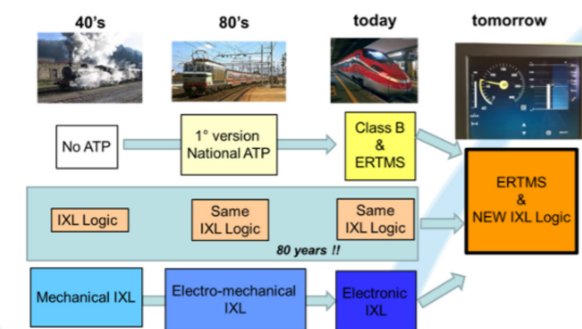 40's
80's
today
tomorrow
No ATP
1° version
National ATP
Class B
&
ERTMS
IXL Logic
Same
IXL Logic
Same
IXL Logic
80 years !!
ERTMS
&
NEW IXL Logic
Mechanical IXL
Electro-mechanical
IXL
Electronic
IXL